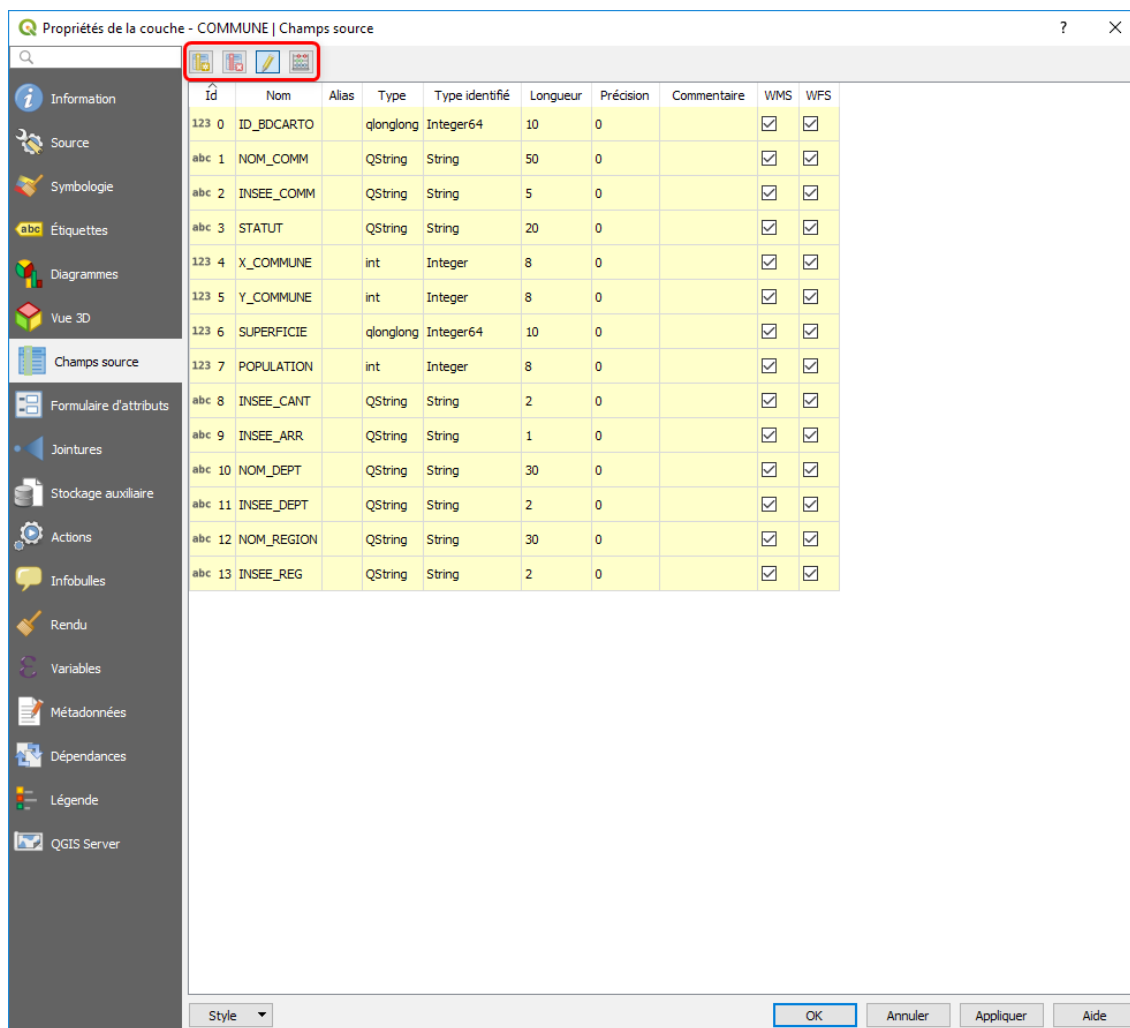 Propriétés de la couche - COMMUNE | Champs source
Information
Source
Symbologie
abc Étiquettes
Diagrammes
Vue 3D
Champs source
Formulaire d'attributs
Jointures
Stockage auxiliaire
Actions
Infobulles
Rendu
Variables
Métadonnées
Dépendances
Légende
QGIS Server
Id Nom Alias Type Type identifié Longueur Précision Commentaire WMS WFS
123 0 ID_BDCARTO qlonglong Integer64 10 0
abc 1 NOM_COMM QString String 50 0
abc 2 INSEE_COMM QString String 5 0
abc 3 STATUT QString String 20 0
123 4 X_COMMUNE int Integer 8 0
123 5 Y_COMMUNE int Integer 8 0
123 6 SUPERFICIE qlonglong Integer64 10 0
123 7 POPULATION int Integer 8 0
abc 8 INSEE_CANT QString String 2 0
abc 9 INSEE_ARR QString String 1 0
abc 10 NOM_DEPT QString String 30 0
abc 11 INSEE_DEPT QString String 2 0
abc 12 NOM_REGION QString String 30 0
abc 13 INSEE_REG QString String 2 0
Style OK Annuler Appliquer Aide